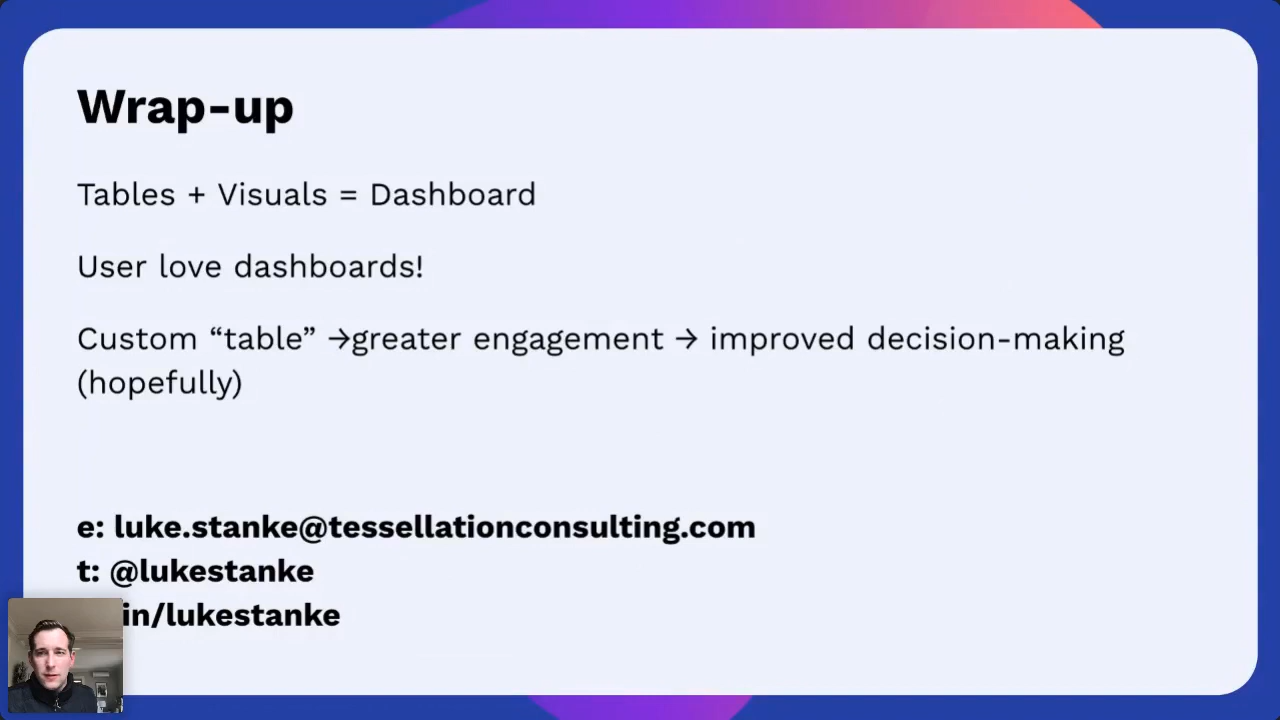 Wrap-up
Tables + Visuals = Dashboard
User love dashboards!
Custom “table” →greater engagement → improved decision-making
(hopefully)
e: luke.stanke@tessellationconsulting.com
t: @lukestanke
in/lukestanke